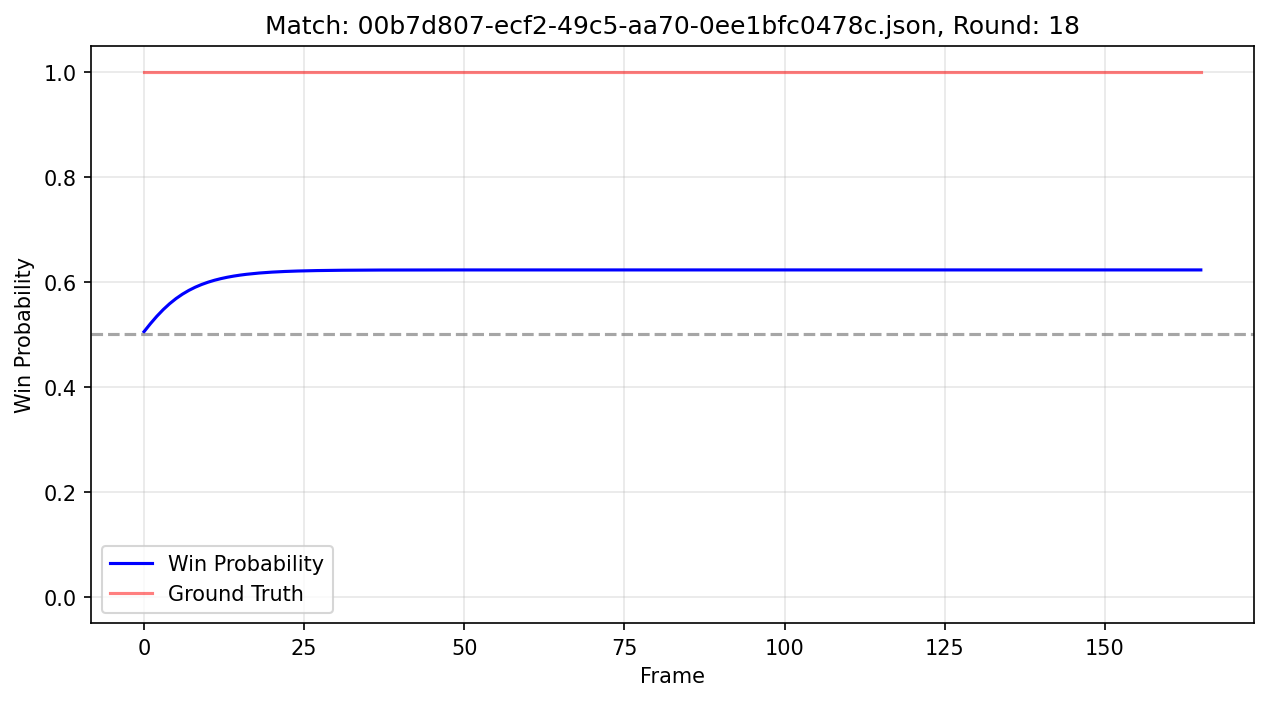 Match: 00b7d807-ecf2-49c5-aa70-0ee1bfc0478c.json, Round: 18
Win Probability
1.0
0.8
0.6
0.4
0.2
0.0
Win Probability
Ground Truth
0 25 50 75 100 125 150
Frame